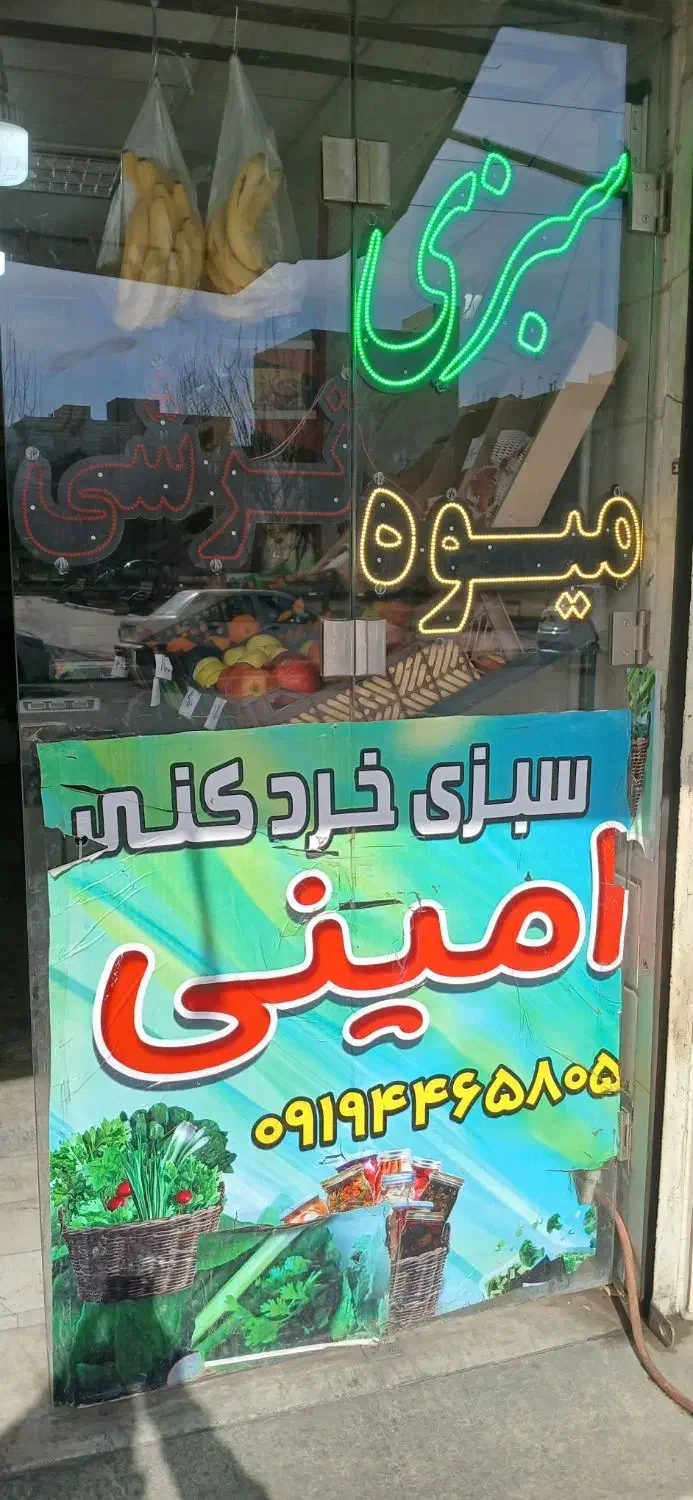 سبزی
ترشی
میوه
سبزی خرد کنی
امینی
۰۹۱۹۴۴۶۵۸۰۵